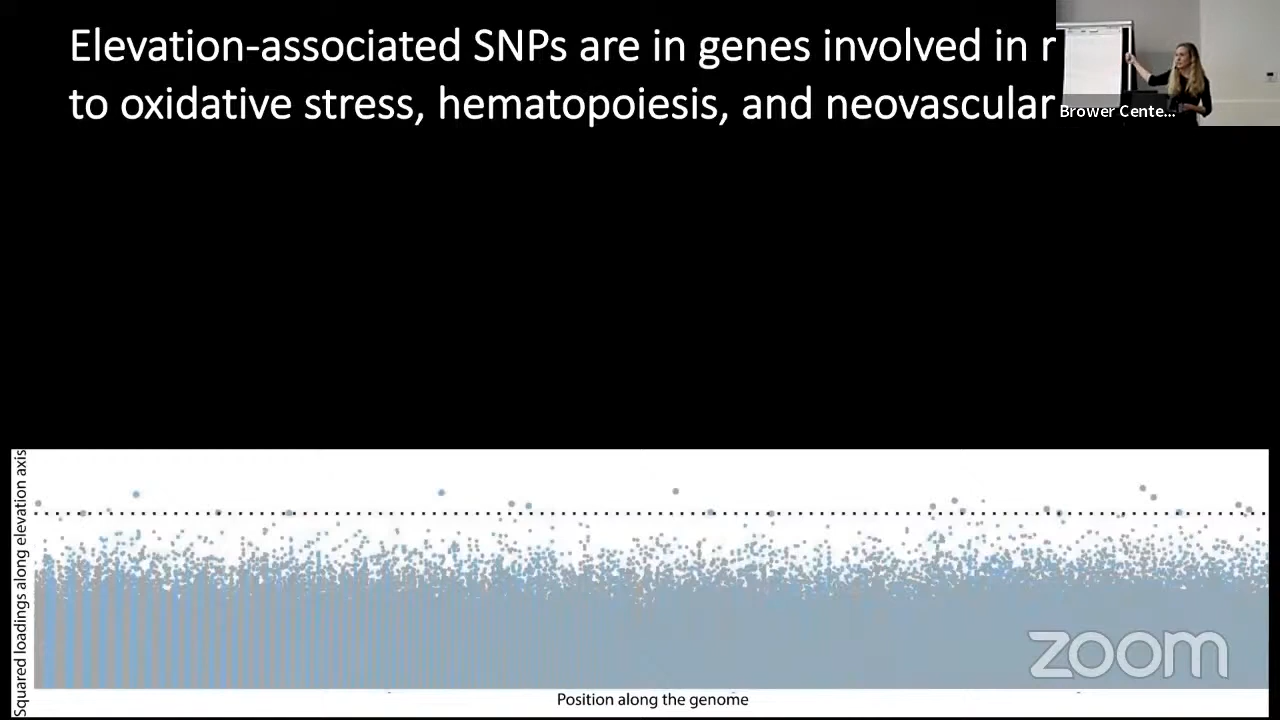 Elevation-associated SNPs are in genes involved in r
to oxidative stress, hematopoiesis, and neovascular
Brower Cente...
Squared loadings along elevation axis
Position along the genome
zoom